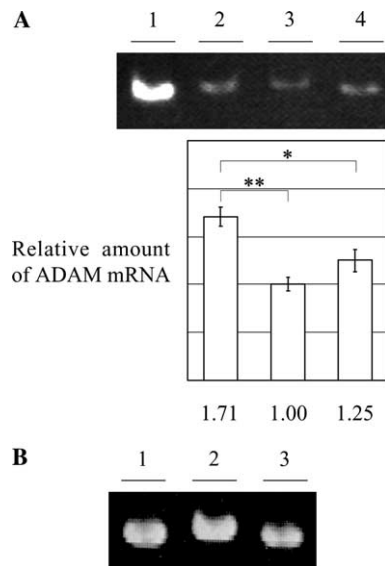 A
1 2 3 4
*
**
Relative amount
of ADAM mRNA
1.71 1.00 1.25
B
1 2 3